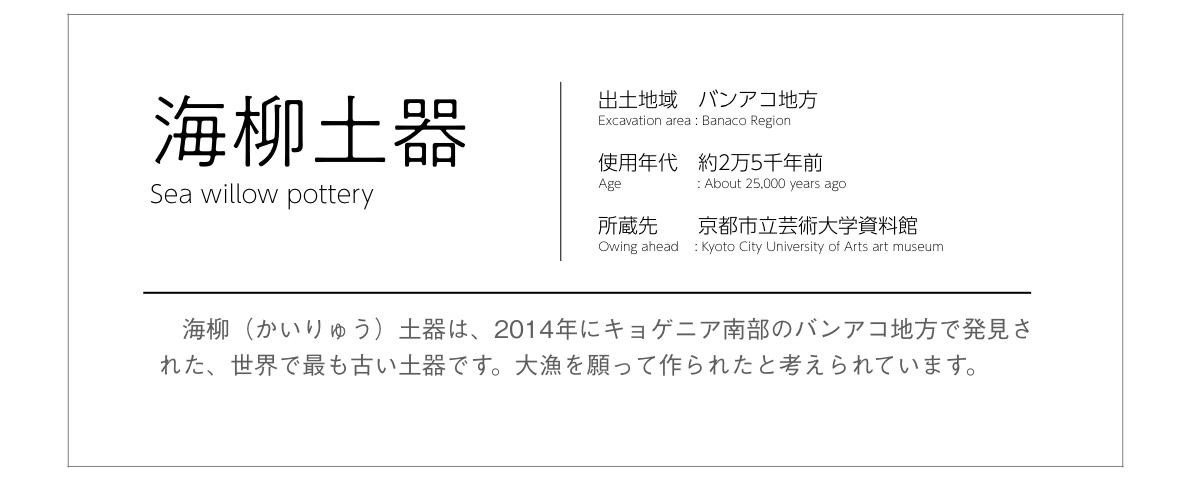 海柳土器
Sea willow pottery
出土地域　バンアコ地方
Excavation area : Banaco Region
使用年代　約2万5千年前
Age : About 25,000 years ago
所蔵先　京都市立芸術大学資料館
Owing ahead : Kyoto City University of Arts art museum
海柳（かいりゅう）土器は、2014年にキョゲニア南部のバンアコ地方で発見さ
れた、世界で最も古い土器です。大漁を願って作られたと考えられています。